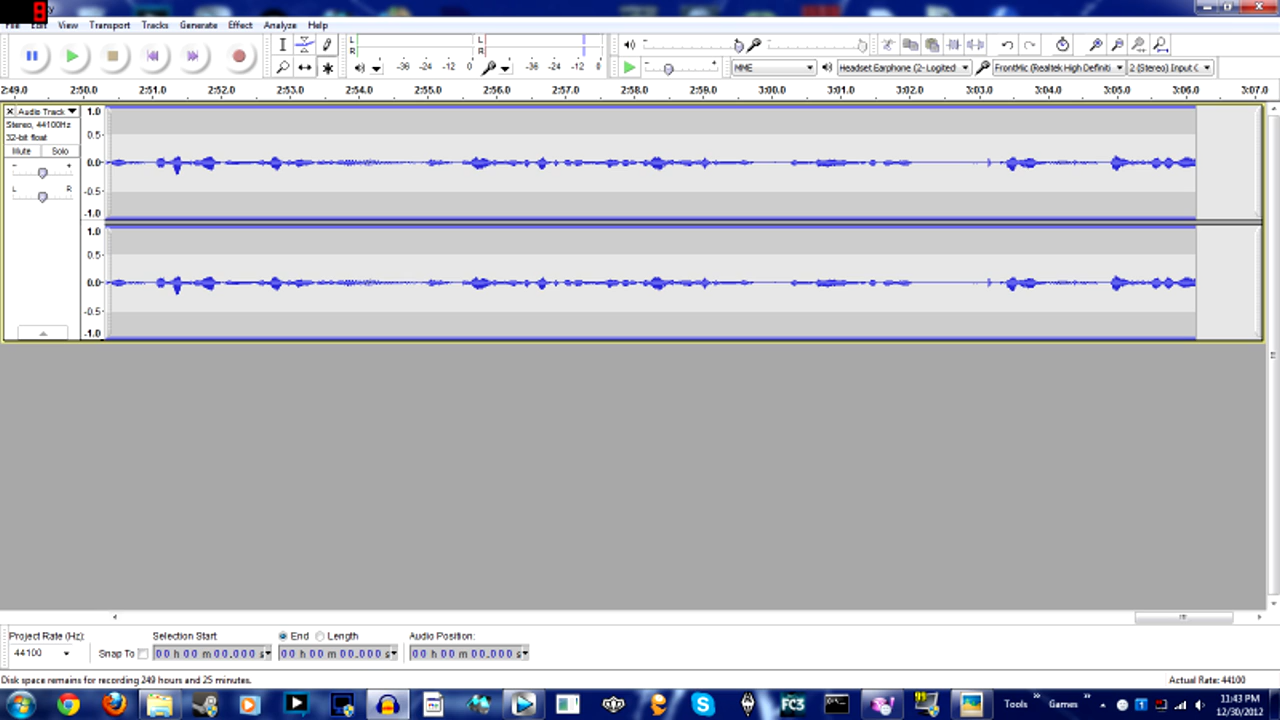 8
File Edit View Transport Tracks Generate Effect Analyze Help
L R L R
-36 -24 -12 0 -36 -24 -12 0
MME Headset Earphone (2- Logited FrontMic (Realtek High Definiti 2 (Stereo) Input C
2:49.0 2:50.0 2:51.0 2:52.0 2:53.0 2:54.0 2:55.0 2:56.0 2:57.0 2:58.0 2:59.0 3:00.0 3:01.0 3:02.0 3:03.0 3:04.0 3:05.0 3:06.0 3:07.0
Audio Track
Stereo, 44100Hz
32-bit float
Mute Solo
- +
L R
1.0
0.5
0.0
-0.5
-1.0
1.0
0.5
0.0
-0.5
-1.0
Project Rate (Hz): Selection Start End Length Audio Position:
44100 Snap To 00 h 00 m 00.000 s 00 h 00 m 00.000 s 00 h 00 m 00.000 s
Disk space remains for recording 249 hours and 25 minutes. Actual Rate: 44100
FC3 Tools Games 11:43 PM
12/30/2012